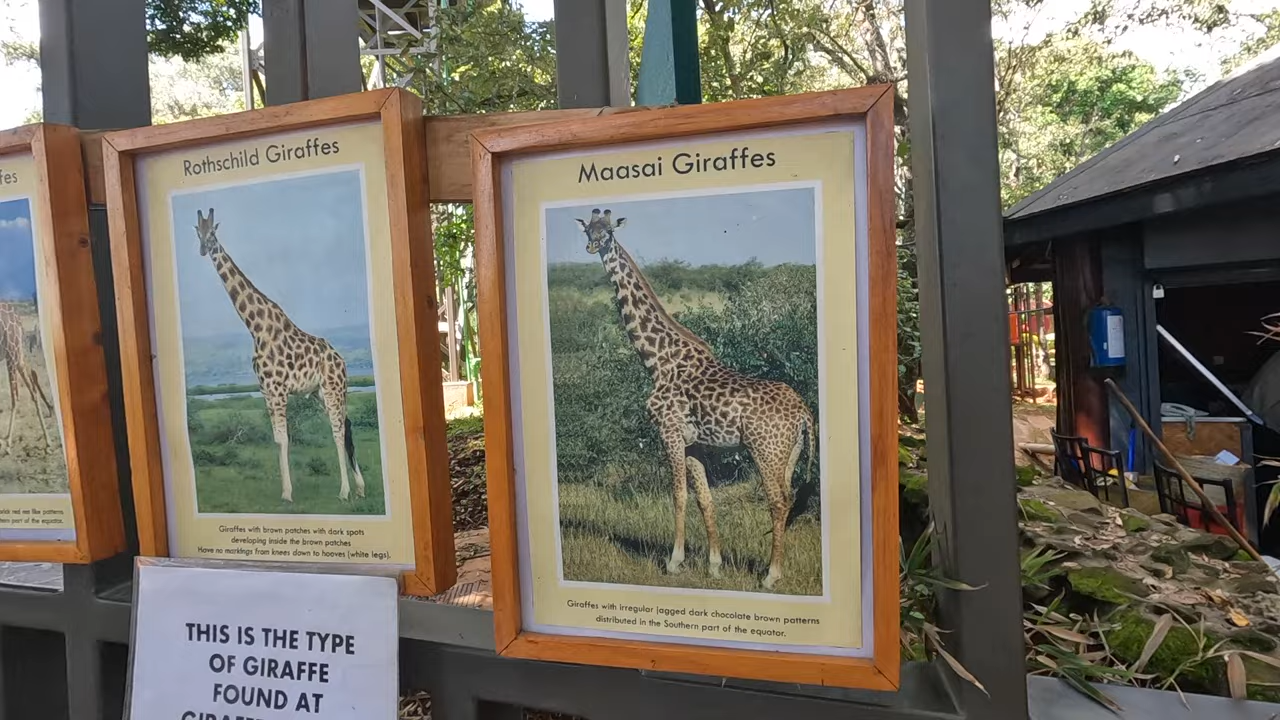 Rothschild Giraffes
Giraffes with brown patches with dark spots
developing inside the brown patches
Have no markings from knees down to hooves (white legs).
THIS IS THE TYPE
OF GIRAFFE
FOUND AT
Maasai Giraffes
Giraffes with irregular jagged dark chocolate brown patterns
distributed in the Southern part of the equator.